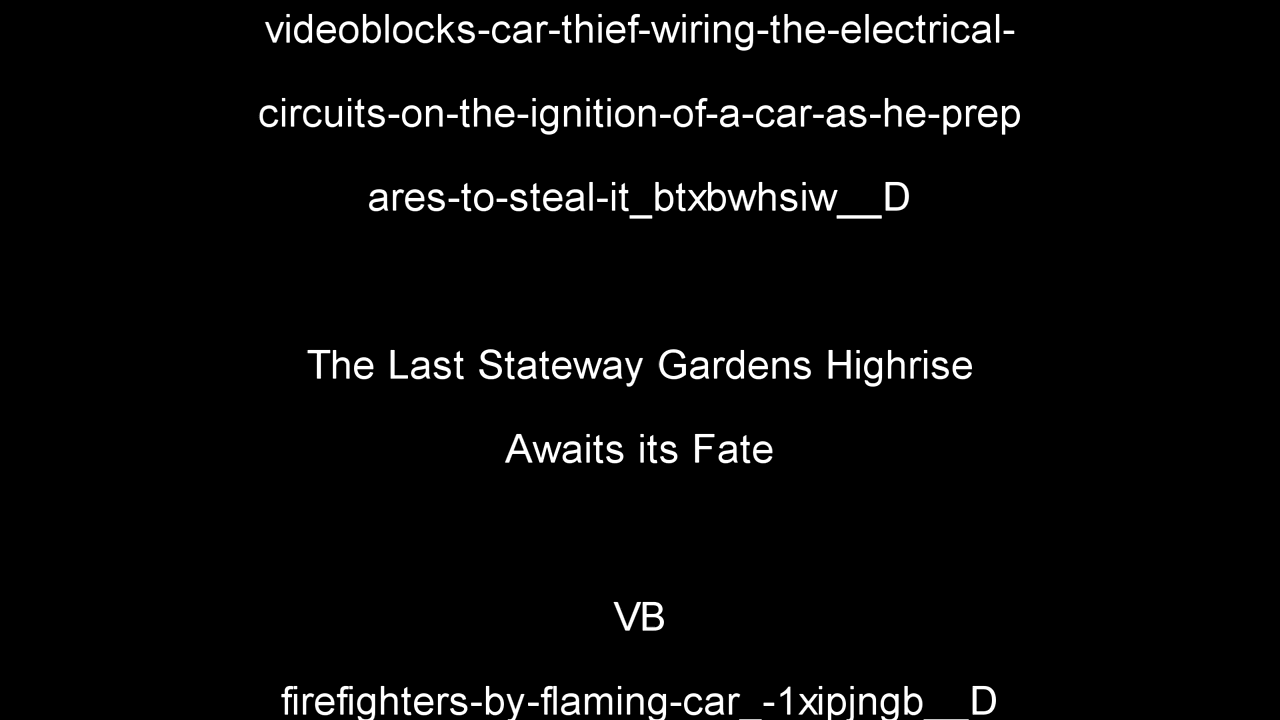 videoblocks-car-thief-wiring-the-electrical-
circuits-on-the-ignition-of-a-car-as-he-prep
ares-to-steal-it_btxbwhsiw__D
The Last Stateway Gardens Highrise
Awaits its Fate
VB
firefighters-by-flaming-car_-1xipjngb__D